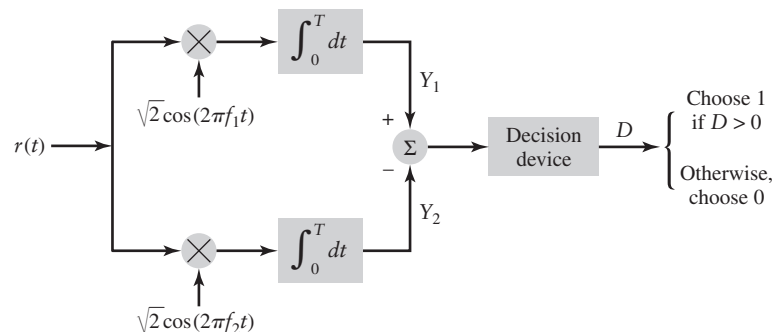 ∫₀ᵀ dt
√2 cos(2πf₁t)
Y₁
r(t)
+
Σ
−
Decision
device
D
Choose 1
if D > 0
Otherwise,
choose 0
Y₂
∫₀ᵀ dt
√2 cos(2πf₂t)